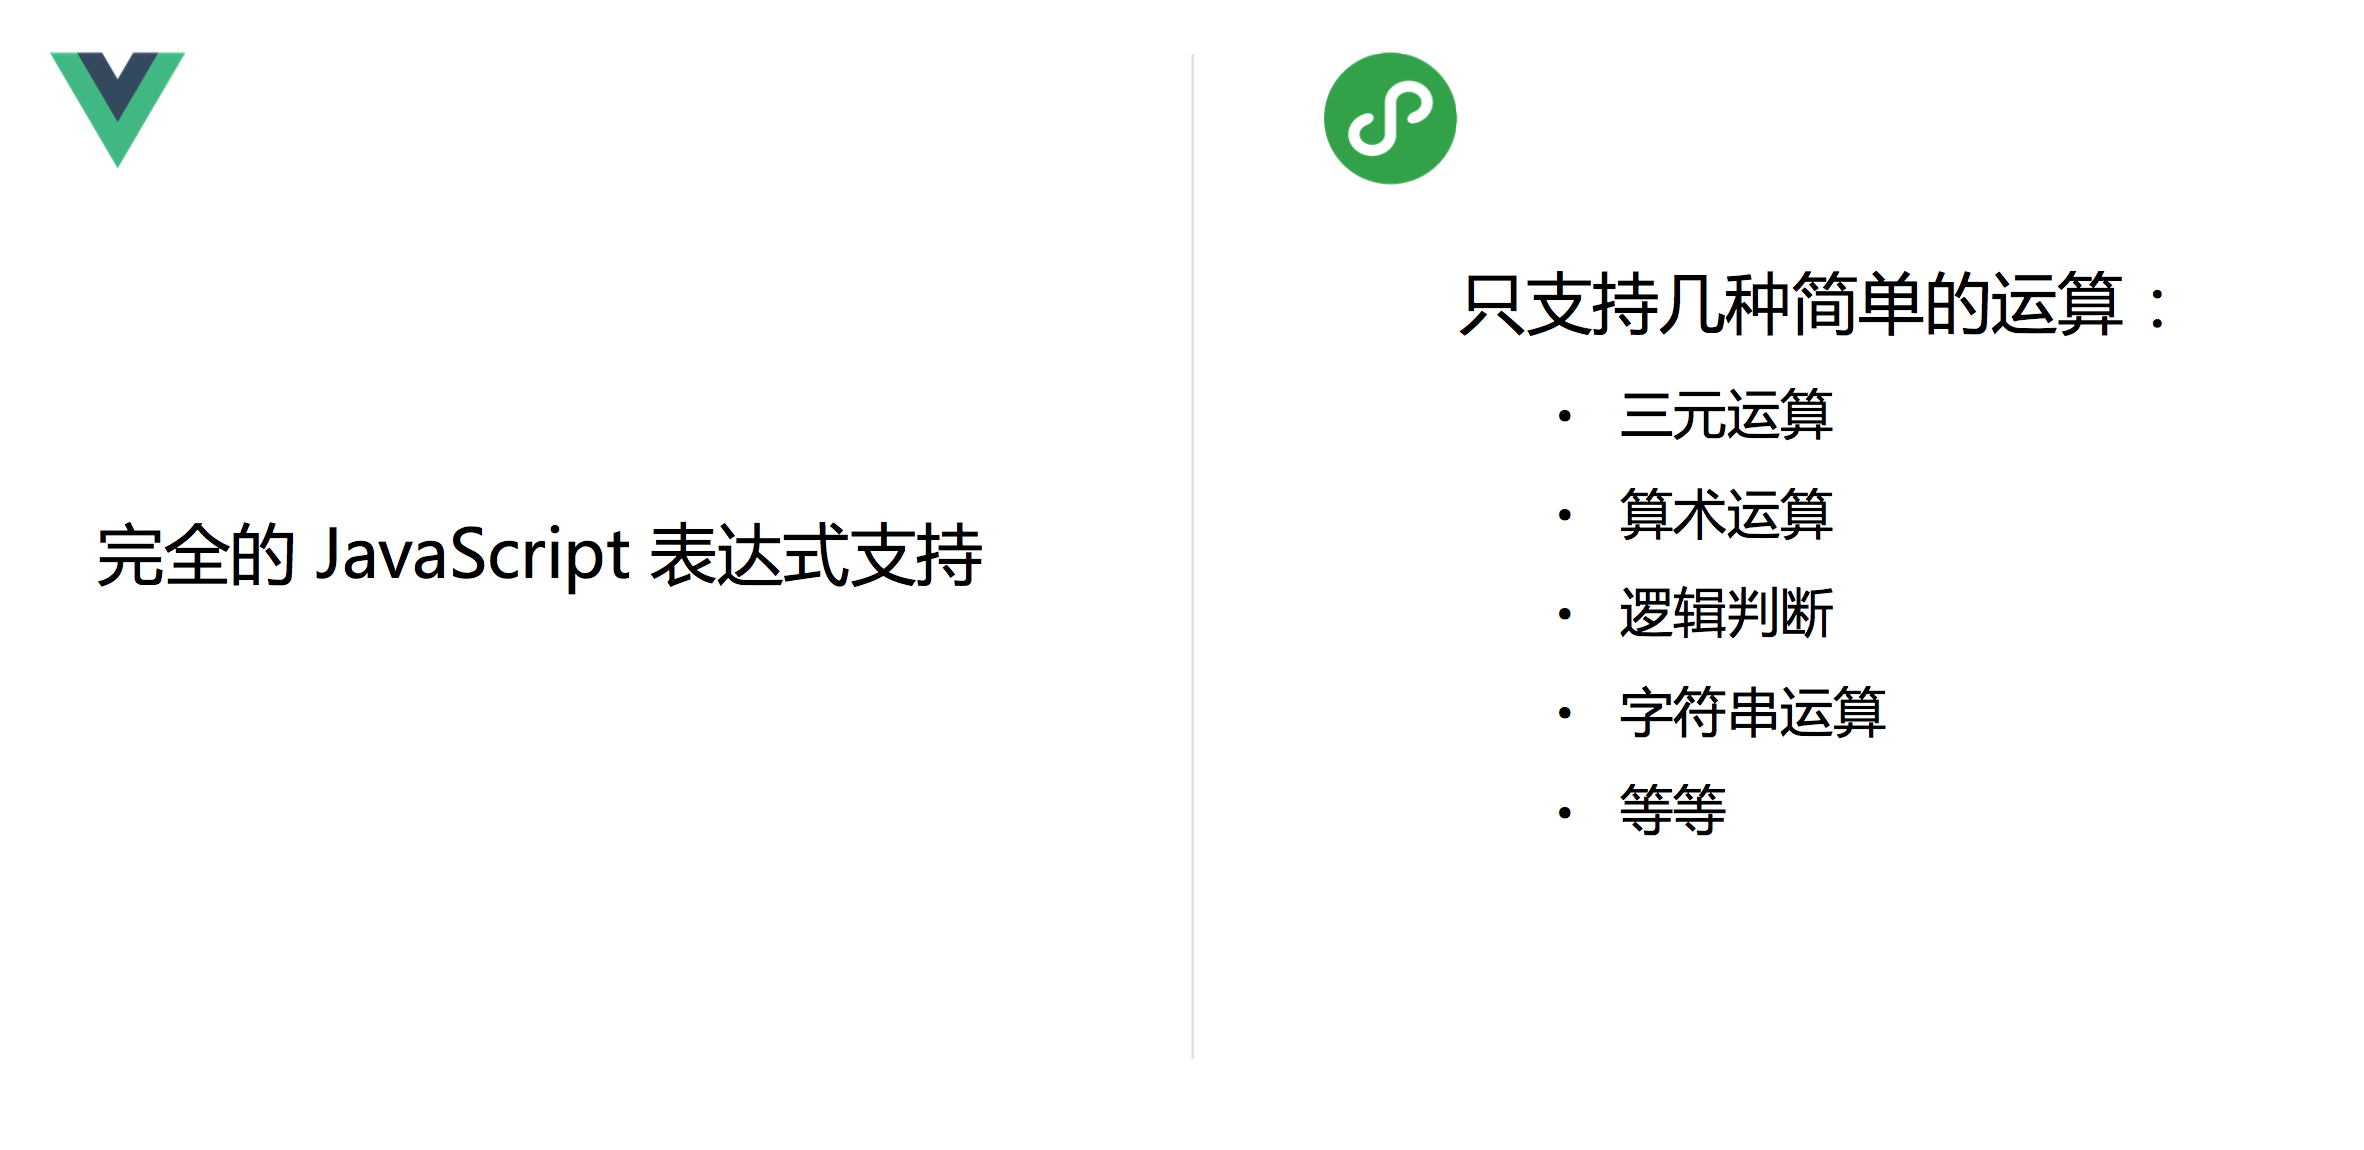 完全的 JavaScript 表达式支持
只支持几种简单的运算：
• 三元运算
• 算术运算
• 逻辑判断
• 字符串运算
• 等等